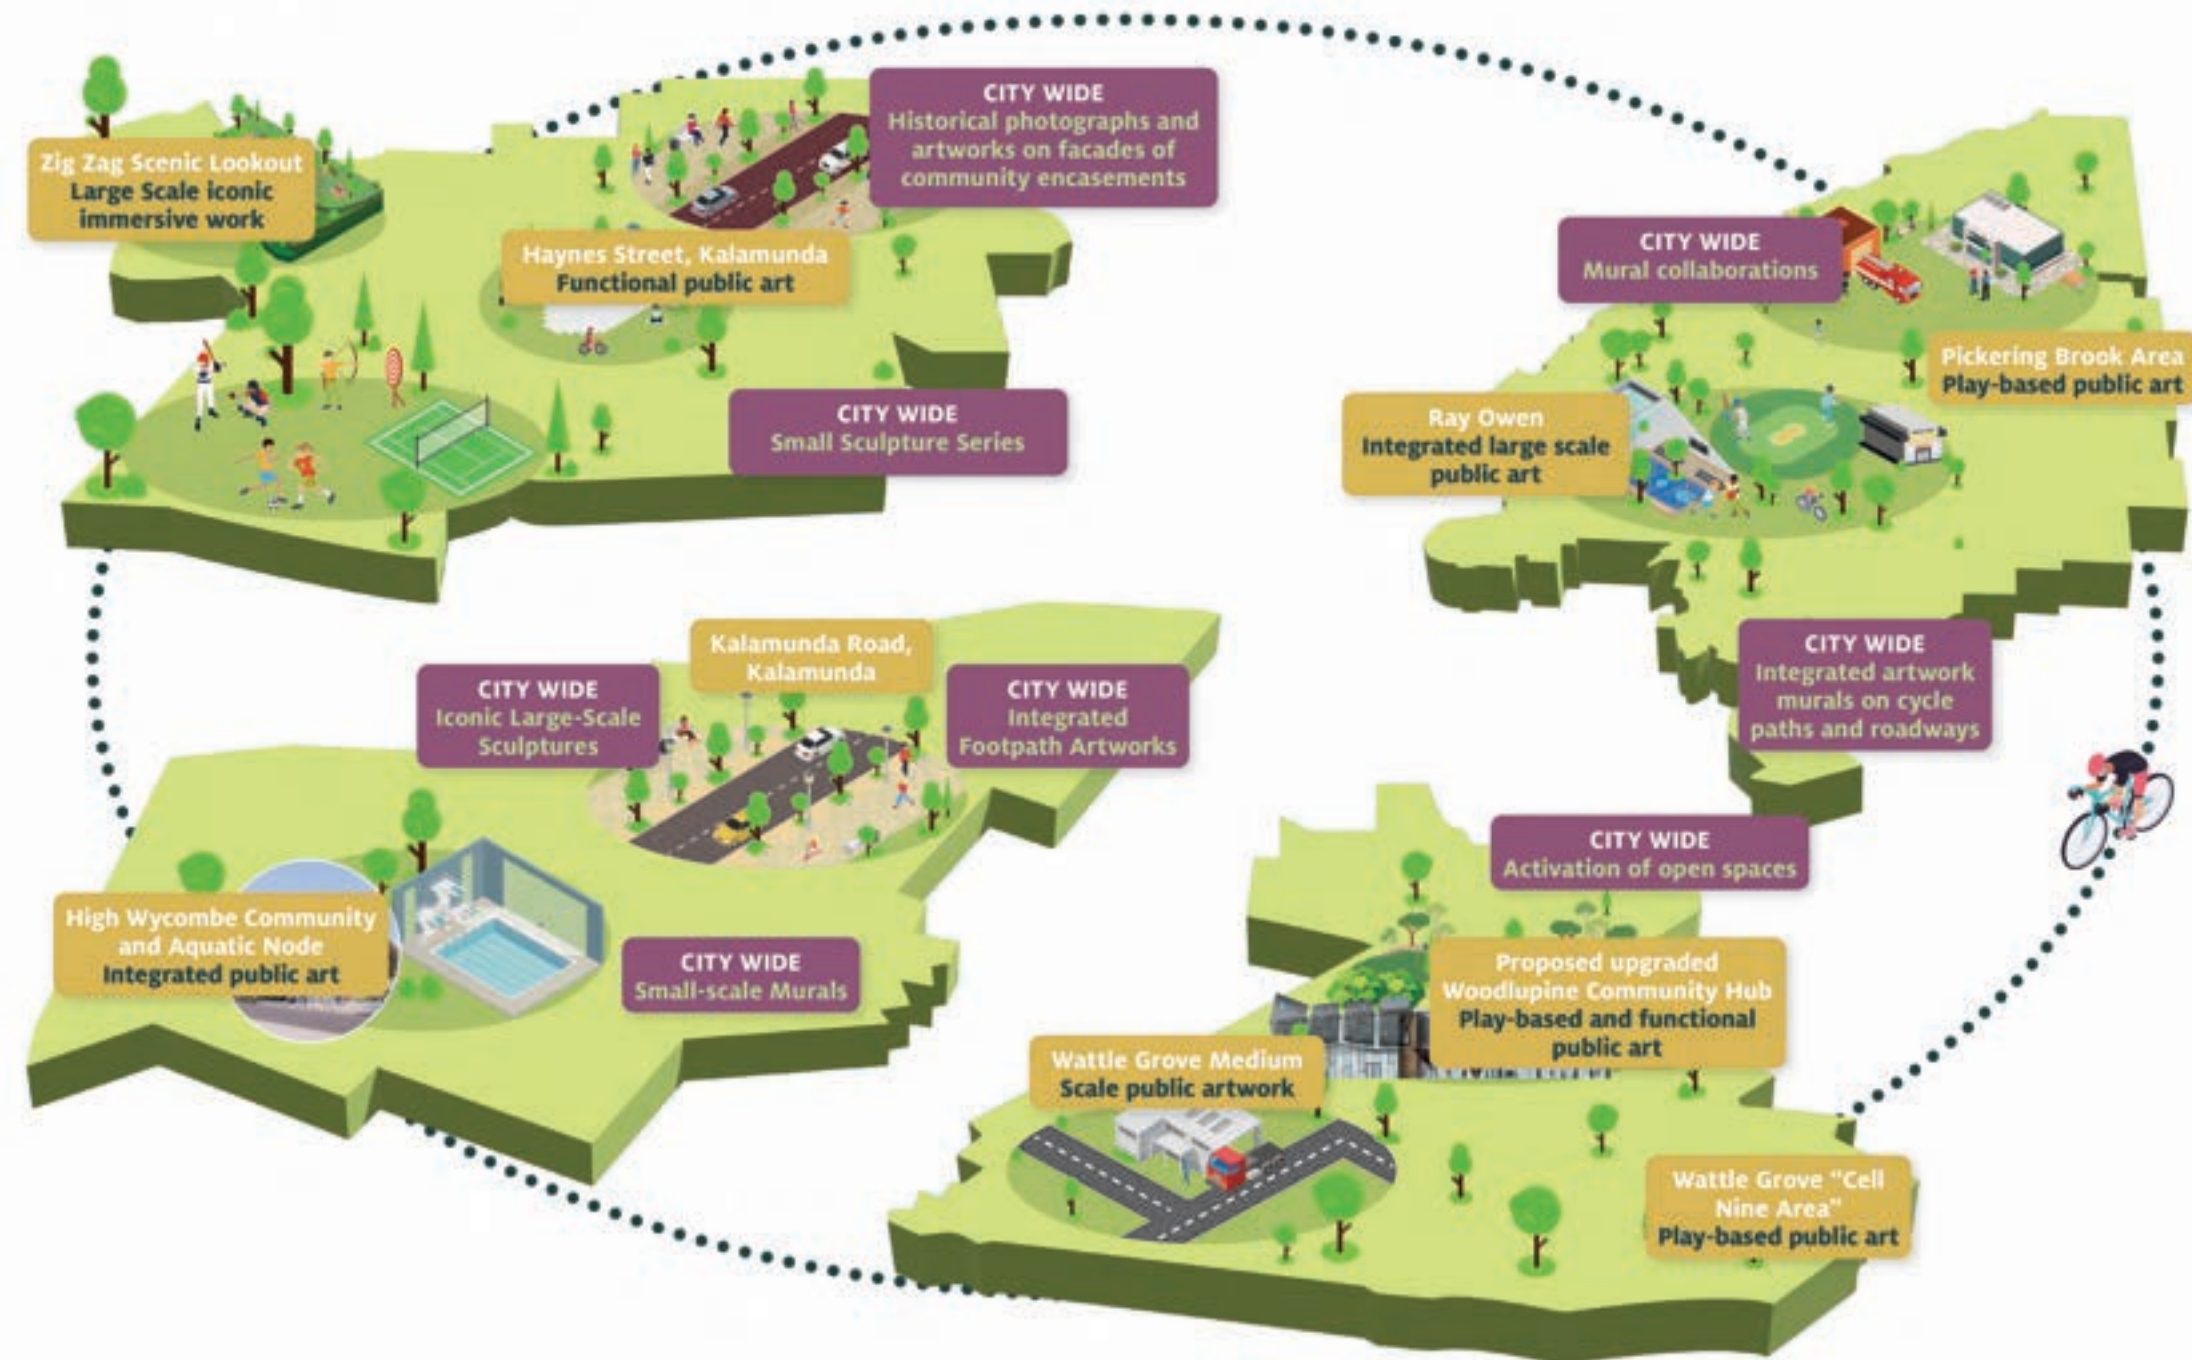 Zig Zag Scenic Lookout
Large Scale iconic
immersive work
CITY WIDE
Historical photographs and
artworks on facades of
community encasements
Haynes Street, Kalamunda
Functional public art
CITY WIDE
Small Sculpture Series
CITY WIDE
Mural collaborations
Pickering Brook Area
Play-based public art
Ray Owen
Integrated large scale
public art
CITY WIDE
Integrated artwork
murals on cycle
paths and roadways
Kalamunda Road,
Kalamunda
CITY WIDE
Iconic Large-Scale
Sculptures
CITY WIDE
Integrated
Footpath Artworks
High Wycombe Community
and Aquatic Node
Integrated public art
CITY WIDE
Small-scale Murals
CITY WIDE
Activation of open spaces
Proposed upgraded
Woodlupine Community Hub
Play-based and functional
public art
Wattle Grove Medium
Scale public artwork
Wattle Grove "Cell
Nine Area"
Play-based public art